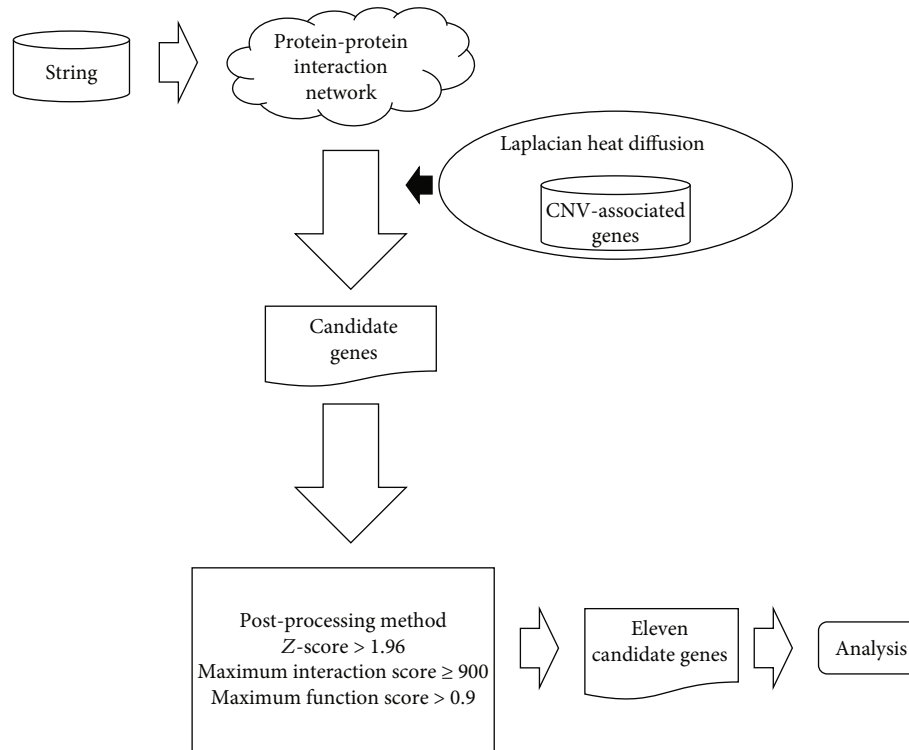 String
Protein-protein
interaction
network
Laplacian heat diffusion
CNV-associated
genes
Candidate
genes
Post-processing method
Z-score > 1.96
Maximum interaction score ≥ 900
Maximum function score > 0.9
Eleven
candidate genes
Analysis